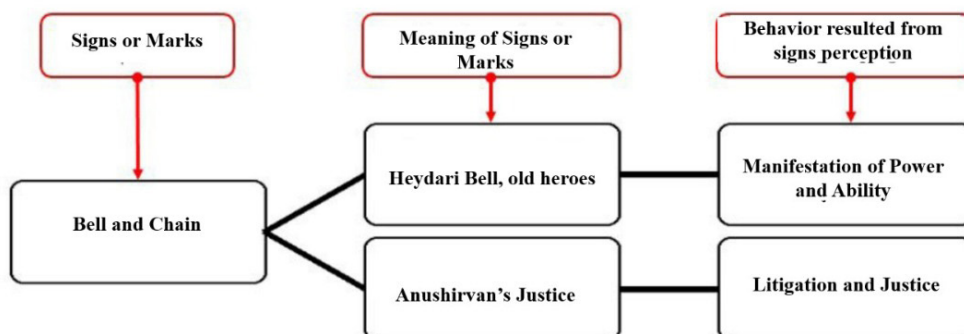 Signs or Marks
Meaning of Signs or
Marks
Behavior resulted from
signs perception
Bell and Chain
Heydari Bell, old heroes
Manifestation of Power
and Ability
Anushirvan's Justice
Litigation and Justice